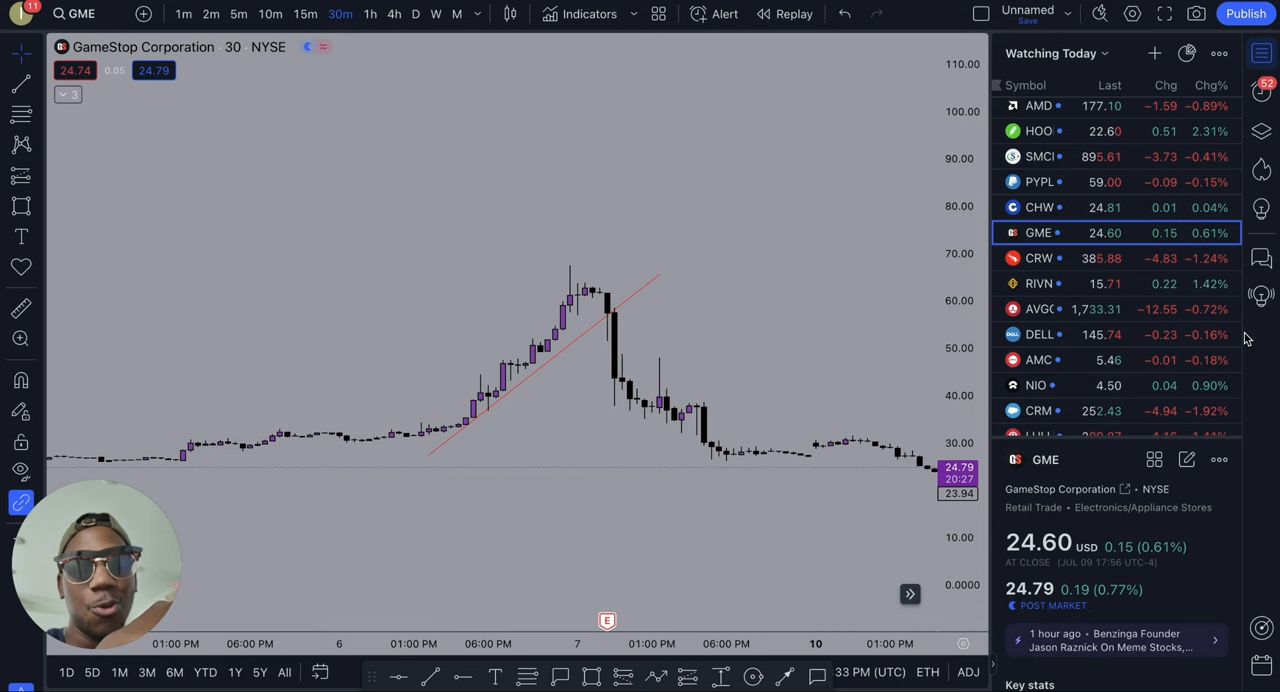 11
GME
1m 2m 5m 10m 15m 30m 1h 4h D W M
Indicators
Alert
Replay
Unnamed
Save
Publish
GameStop Corporation · 30 · NYSE
24.74 0.05 24.79
3
110.00
100.00
90.00
80.00
70.00
60.00
50.00
40.00
30.00
24.79
20:27
23.94
10.00
0.0000
E
01:00 PM 06:00 PM 6 01:00 PM 06:00 PM 7 01:00 PM 06:00 PM 10 01:00 PM
1D 5D 1M 3M 6M YTD 1Y 5Y All
33 PM (UTC) ETH ADJ
Watching Today
52
Symbol Last Chg Chg%
AMD 177.10 −1.59 −0.89%
HOO 22.60 0.51 2.31%
SMCI 895.61 −3.73 −0.41%
PYPL 59.00 −0.09 −0.15%
CHW 24.81 0.01 0.04%
GME 24.60 0.15 0.61%
CRW 385.88 −4.83 −1.24%
RIVN 15.71 0.22 1.42%
AVGO 1,733.31 −12.55 −0.72%
DELL 145.74 −0.23 −0.16%
AMC 5.46 −0.01 −0.18%
NIO 4.50 0.04 0.90%
CRM 252.43 −4.94 −1.92%
GME
GameStop Corporation · NYSE
Retail Trade · Electronics/Appliance Stores
24.60 USD 0.15 (0.61%)
AT CLOSE (JUL 09 17:56 UTC-4)
24.79 0.19 (0.77%)
POST MARKET
1 hour ago · Benzinga Founder
Jason Raznick On Meme Stocks,...
Key stats